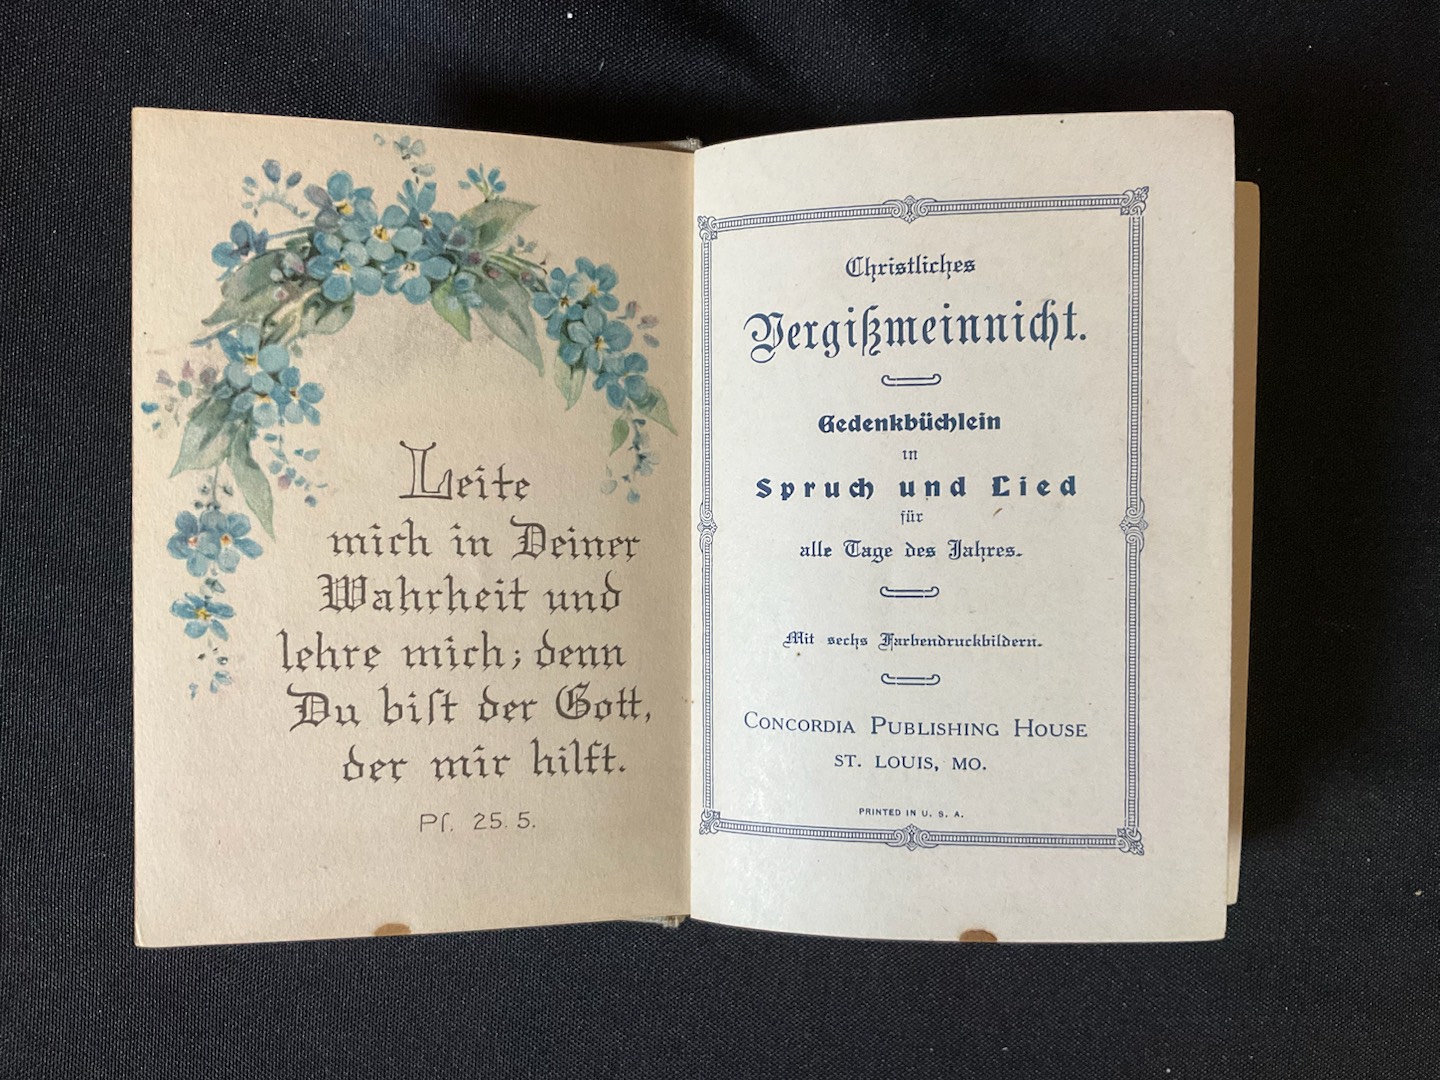 Leite
mich in Deiner
Wahrheit und
lehre mich; denn
Du biſt der Gott,
der mir hilft.
Pſ. 25. 5.
Christliches
Vergißmeinnicht.
Gedenkbüchlein
in
Spruch und Lied
für
alle Tage des Jahres.
Mit sechs Farbendruckbildern.
CONCORDIA PUBLISHING HOUSE
ST. LOUIS, MO.
PRINTED IN U. S. A.